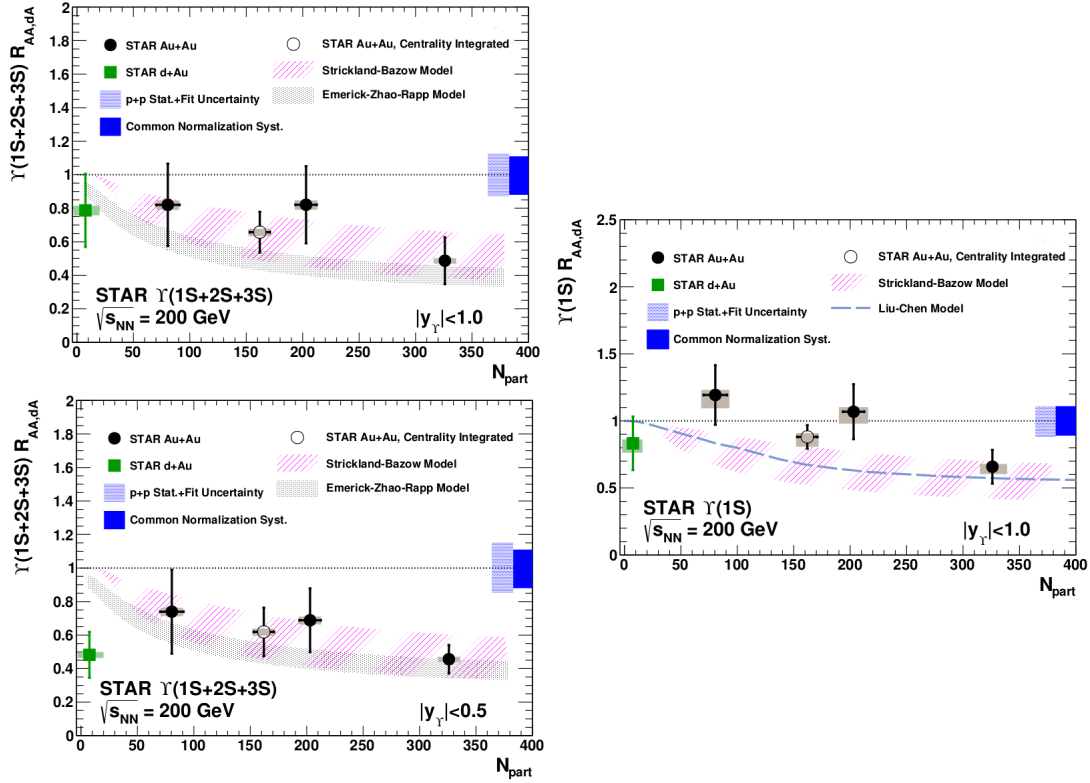 ϒ(1S+2S+3S) R_AA,dA
2
1.8
1.6
1.4
1.2
1
0.8
0.6
0.4
0.2
0
STAR Au+Au
STAR d+Au
p+p Stat.+Fit Uncertainty
Common Normalization Syst.
STAR Au+Au, Centrality Integrated
Strickland-Bazow Model
Emerick-Zhao-Rapp Model
STAR ϒ(1S+2S+3S)
√s_NN = 200 GeV
|y_ϒ|<1.0
0 50 100 150 200 250 300 350 400
N_part
ϒ(1S+2S+3S) R_AA,dA
2
1.8
1.6
1.4
1.2
1
0.8
0.6
0.4
0.2
0
STAR Au+Au
STAR d+Au
p+p Stat.+Fit Uncertainty
Common Normalization Syst.
STAR Au+Au, Centrality Integrated
Strickland-Bazow Model
Emerick-Zhao-Rapp Model
STAR ϒ(1S+2S+3S)
√s_NN = 200 GeV
|y_ϒ|<0.5
0 50 100 150 200 250 300 350 400
N_part
ϒ(1S) R_AA,dA
2.5
2
1.5
1
0.5
0
STAR Au+Au
STAR d+Au
p+p Stat.+Fit Uncertainty
Common Normalization Syst.
STAR Au+Au, Centrality Integrated
Strickland-Bazow Model
Liu-Chen Model
STAR ϒ(1S)
√s_NN = 200 GeV
|y_ϒ|<1.0
0 50 100 150 200 250 300 350 400
N_part